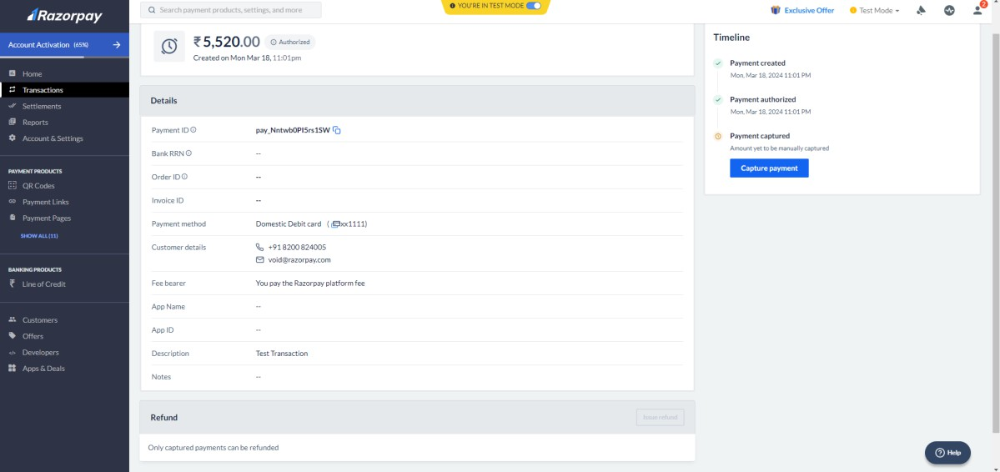 Razorpay
Search payment products, settings, and more
YOU'RE IN TEST MODE
Exclusive Offer
Test Mode
2
Account Activation (65%)
Home
Transactions
Settlements
Reports
Account & Settings
PAYMENT PRODUCTS
QR Codes
Payment Links
Payment Pages
SHOW ALL (11)
BANKING PRODUCTS
Line of Credit
Customers
Offers
Developers
Apps & Deals
₹ 5,520.00 Authorized
Created on Mon Mar 18, 11:01pm
Details
Payment ID pay_Nntwb0PI5rs1SW
Bank RRN --
Order ID --
Invoice ID --
Payment method Domestic Debit card ( xx1111)
Customer details +91 8200 824005
void@razorpay.com
Fee bearer You pay the Razorpay platform fee
App Name --
App ID --
Description Test Transaction
Notes --
Refund Issue refund
Only captured payments can be refunded
Timeline
Payment created
Mon, Mar 18, 2024 11:01 PM
Payment authorized
Mon, Mar 18, 2024 11:01 PM
Payment captured
Amount yet to be manually captured
Capture payment
Help